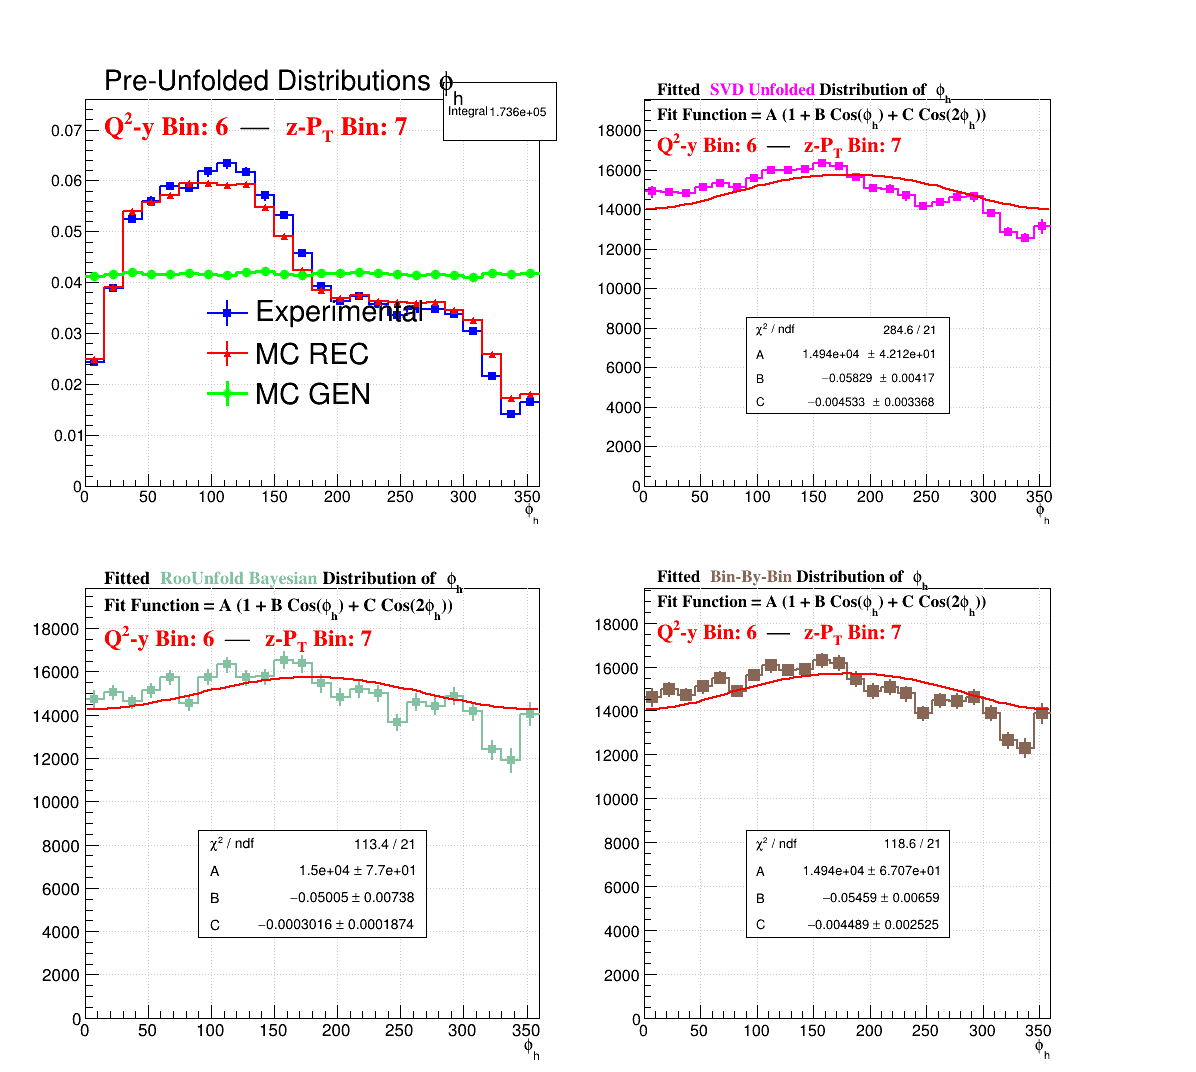 Pre-Unfolded Distributions ϕh
Integral 1.736e+05
Q²-y Bin: 6 — z-PT Bin: 7
0.07
0.06
0.05
0.04
0.03
0.02
0.01
0
Experimental
MC REC
MC GEN
0 50 100 150 200 250 300 350
ϕh
Fitted SVD Unfolded Distribution of ϕh
Fit Function = A (1 + B Cos(ϕh) + C Cos(2ϕh))
Q²-y Bin: 6 — z-PT Bin: 7
18000
16000
14000
12000
10000
8000
6000
4000
2000
0
χ² / ndf 284.6 / 21
A 1.494e+04 ± 4.212e+01
B −0.05829 ± 0.00417
C −0.004533 ± 0.003368
0 50 100 150 200 250 300 350
ϕh
Fitted RooUnfold Bayesian Distribution of ϕh
Fit Function = A (1 + B Cos(ϕh) + C Cos(2ϕh))
Q²-y Bin: 6 — z-PT Bin: 7
18000
16000
14000
12000
10000
8000
6000
4000
2000
0
χ² / ndf 113.4 / 21
A 1.5e+04 ± 7.7e+01
B −0.05005 ± 0.00738
C −0.0003016 ± 0.0001874
0 50 100 150 200 250 300 350
ϕh
Fitted Bin-By-Bin Distribution of ϕh
Fit Function = A (1 + B Cos(ϕh) + C Cos(2ϕh))
Q²-y Bin: 6 — z-PT Bin: 7
18000
16000
14000
12000
10000
8000
6000
4000
2000
0
χ² / ndf 118.6 / 21
A 1.494e+04 ± 6.707e+01
B −0.05459 ± 0.00659
C −0.004489 ± 0.002525
0 50 100 150 200 250 300 350
ϕh